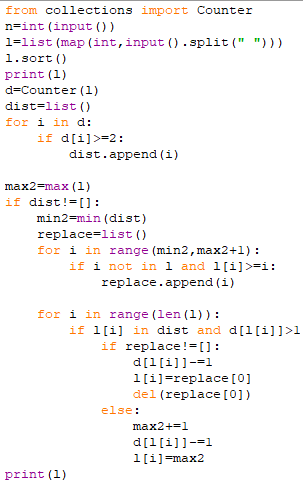 from collections import Counter
n=int(input())
l=list(map(int,input().split(" ")))
l.sort()
print(l)
d=Counter(l)
dist=list()
for i in d:
    if d[i]>=2:
        dist.append(i)

max2=max(l)
if dist!=[]:
    min2=min(dist)
    replace=list()
    for i in range(min2,max2+1):
        if i not in l and l[i]>=i:
            replace.append(i)

    for i in range(len(l)):
        if l[i] in dist and d[l[i]]>1
            if replace!=[]:
                d[l[i]]-=1
                l[i]=replace[0]
                del(replace[0])
            else:
                max2+=1
                d[l[i]]-=1
                l[i]=max2
print(l)